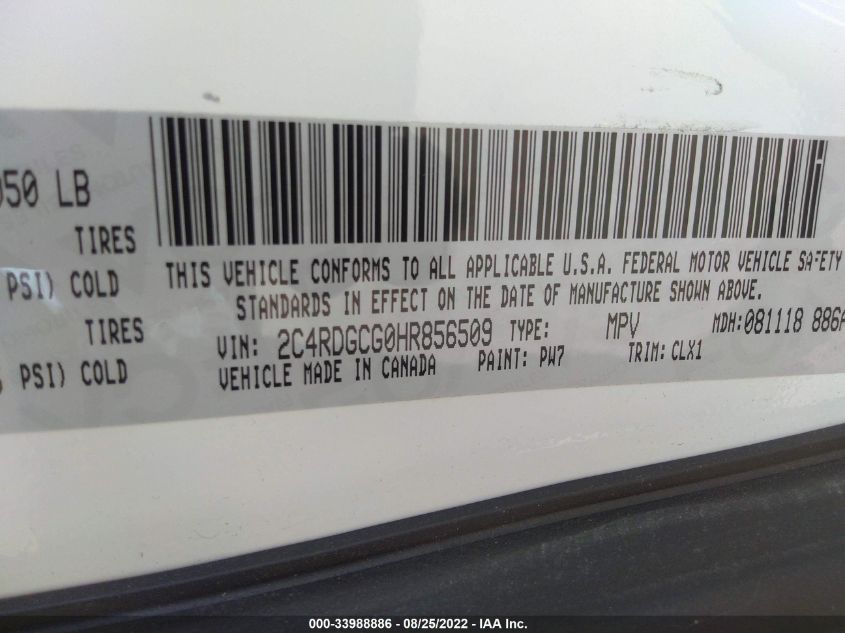 050 LB
TIRES
PSI) COLD
TIRES
PSI) COLD
THIS VEHICLE CONFORMS TO ALL APPLICABLE U.S.A. FEDERAL MOTOR VEHICLE SAFETY
STANDARDS IN EFFECT ON THE DATE OF MANUFACTURE SHOWN ABOVE.
VIN: 2C4RDGCG0HR856509 TYPE: MPV MDH:081118 886A
VEHICLE MADE IN CANADA PAINT: PW7 TRIM: CLX1
000-33988886 - 08/25/2022 - IAA Inc.